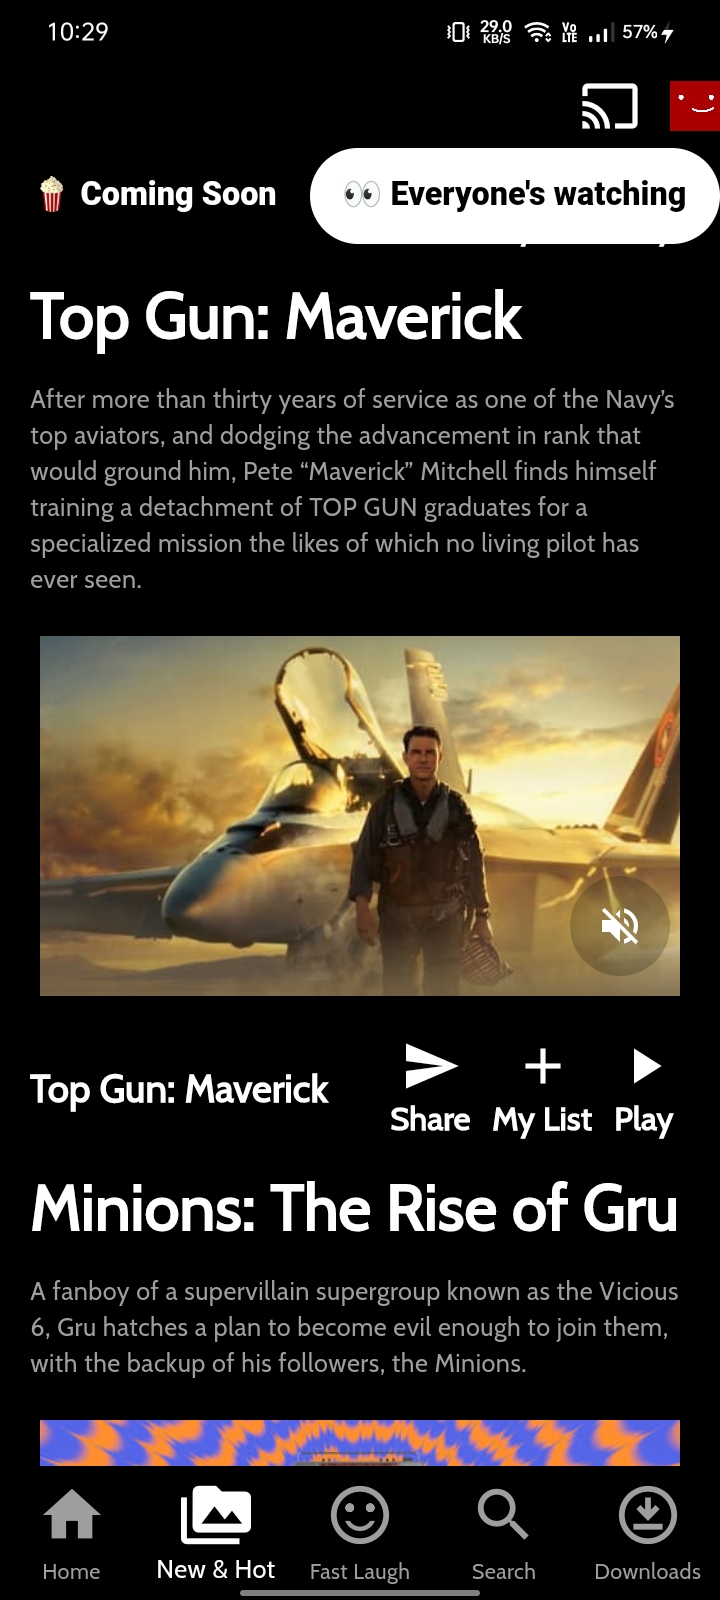 10:29
29.0
KB/S
Vo
LTE
57%
Coming Soon
Everyone's watching
Top Gun: Maverick
After more than thirty years of service as one of the Navy’s
top aviators, and dodging the advancement in rank that
would ground him, Pete “Maverick” Mitchell finds himself
training a detachment of TOP GUN graduates for a
specialized mission the likes of which no living pilot has
ever seen.
Top Gun: Maverick
Share
My List
Play
Minions: The Rise of Gru
A fanboy of a supervillain supergroup known as the Vicious
6, Gru hatches a plan to become evil enough to join them,
with the backup of his followers, the Minions.
Home
New & Hot
Fast Laugh
Search
Downloads